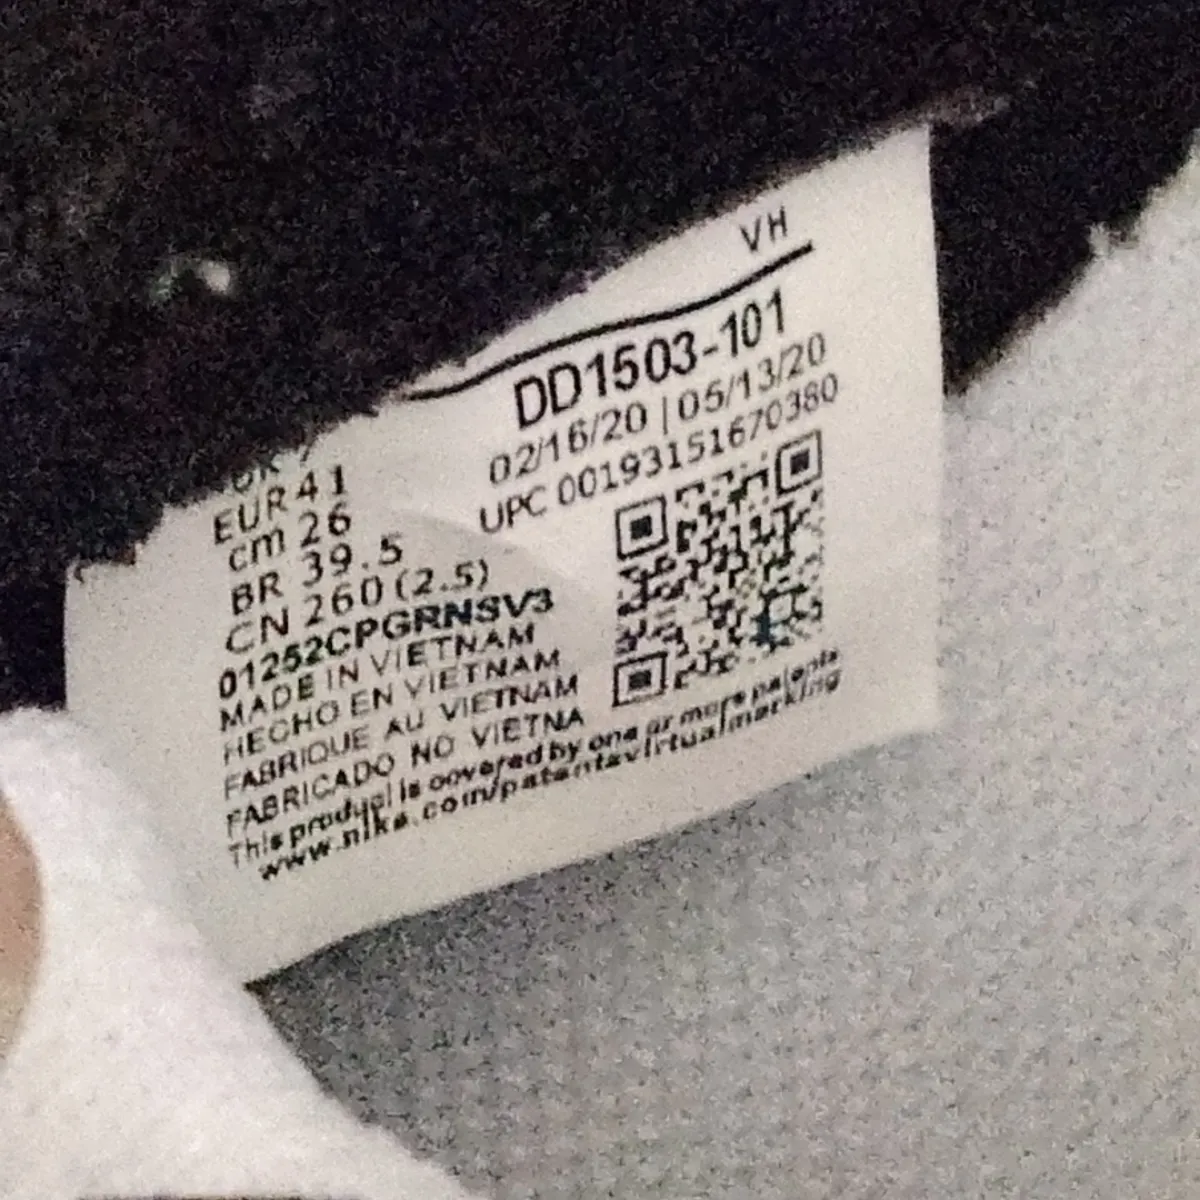 VH
DD1503-101
02/16/20 | 05/13/20
UPC 00193151670380
EUR 41
cm 26
BR 39.5
CN 260 (2.5)
01252CPGRNSV3
MADE IN VIETNAM
HECHO EN VIETNAM
FABRIQUE AU VIETNAM
FABRICADO NO VIETNA
This product is covered by one or more patents
www.nike.com/patentsvirtualmarking